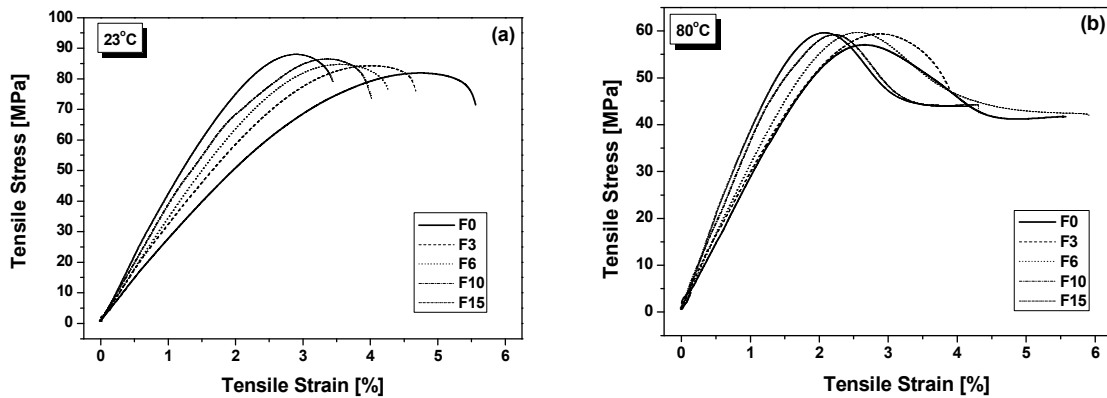 23°C
(a)
100
90
80
70
60
50
40
30
20
10
0
Tensile Stress [MPa]
F0
F3
F6
F10
F15
0 1 2 3 4 5 6
Tensile Strain [%]
80°C
(b)
60
50
40
30
20
10
0
Tensile Stress [MPa]
F0
F3
F6
F10
F15
0 1 2 3 4 5 6
Tensile Strain [%]